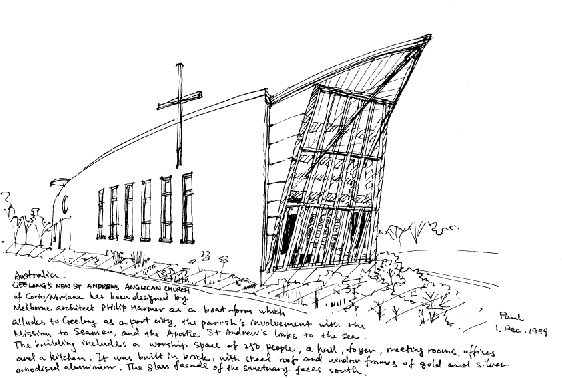 Australia.
GEELONG'S NEW ST ANDREWS ANGLICAN CHURCH
of Corio/Norlane has been designed by
Melbourne architect Philip Harmer as a boat form which
alludes to Geelong as a port city, the parish's involvement with the
Mission to Seamen, and the Apostle St Andrew's links to the sea.
The building includes a worship space of 250 people, a hall, foyer, meeting rooms, offices
and a kitchen. It was built in brick, with steel roof and window frames of gold and silver
anodised aluminium. The glass facade of the sanctuary faces south.
Paul
1. Dec. 1999